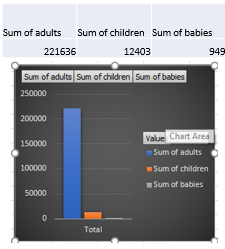 Sum of adults Sum of children Sum of babies
221636 12403 949
Sum of adults Sum of children Sum of babies
250000
200000
150000
100000
50000
0
Total
Value
Chart Area
Sum of adults
Sum of children
Sum of babies